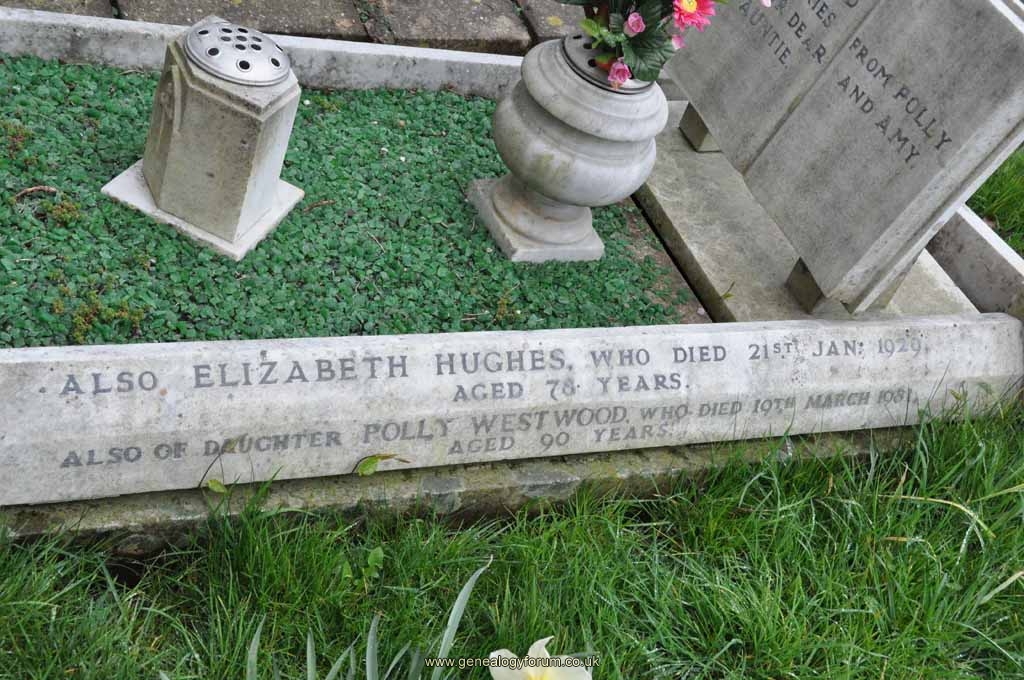 RIES
& DEAR
AUNTIE
FROM POLLY
AND AMY
ALSO ELIZABETH HUGHES, WHO DIED 21ST JAN: 1929,
AGED 78 YEARS.
ALSO OF DAUGHTER POLLY WESTWOOD, WHO DIED 19TH MARCH 1981,
AGED 90 YEARS.
www.genealogyforum.co.uk